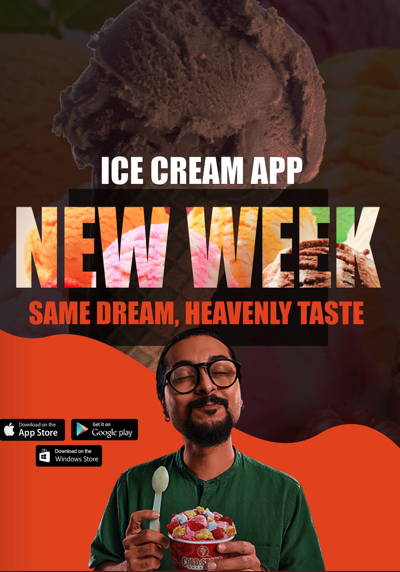 ICE CREAM APP
NEW WEEK
SAME DREAM, HEAVENLY TASTE
Download on the
App Store
Get it on
Google play
Download on the
Windows Store